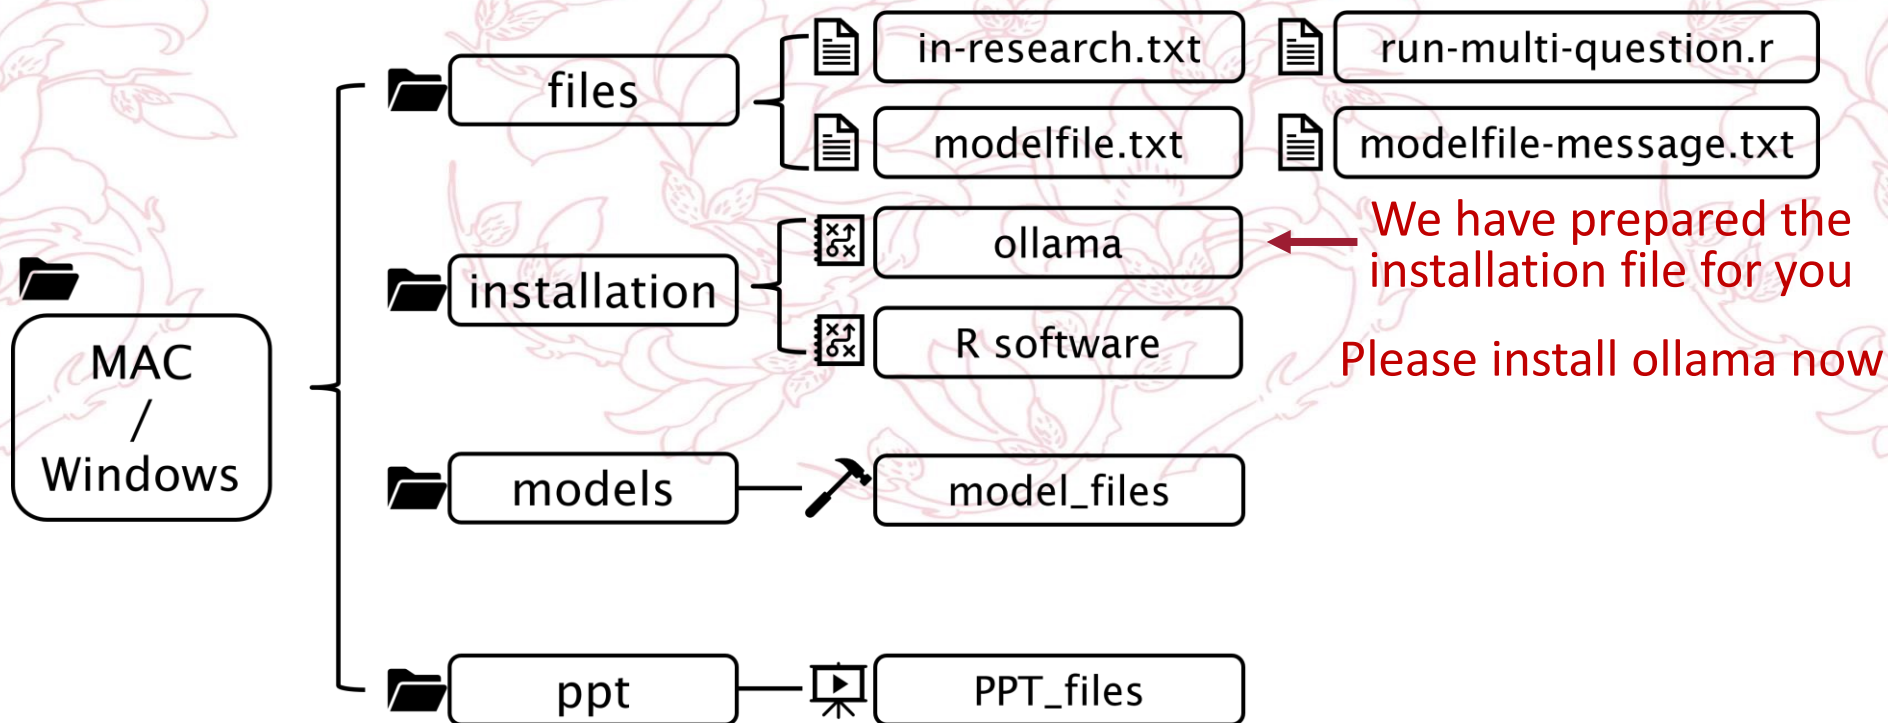 files
in-research.txt
run-multi-question.r
modelfile.txt
modelfile-message.txt
installation
ollama
We have prepared the
installation file for you
R software
Please install ollama now
MAC
/
Windows
models
model_files
ppt
PPT_files